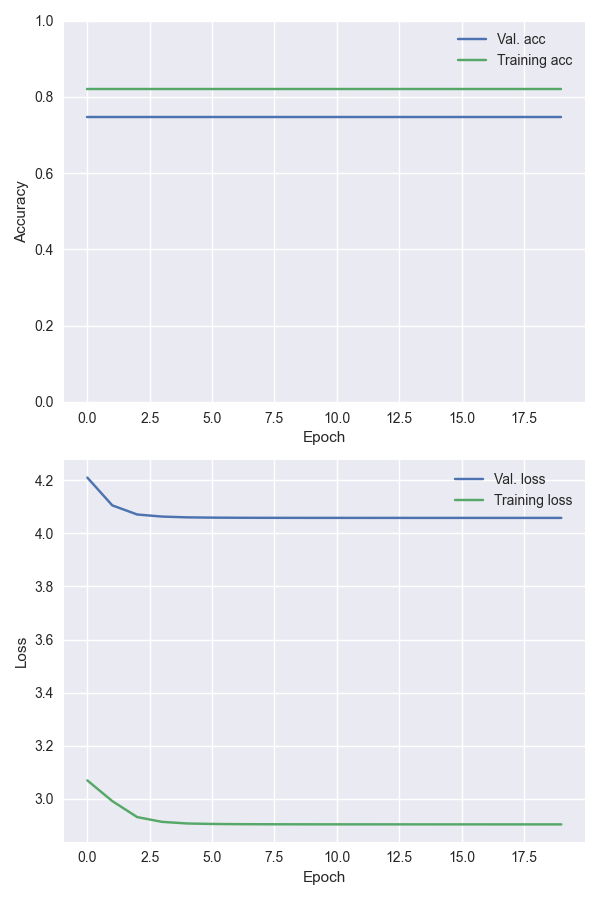 1.0
Val. acc
Training acc
0.8
0.6
Accuracy
0.4
0.2
0.0
0.0 2.5 5.0 7.5 10.0 12.5 15.0 17.5
Epoch
4.2
Val. loss
Training loss
4.0
3.8
3.6
Loss
3.4
3.2
3.0
0.0 2.5 5.0 7.5 10.0 12.5 15.0 17.5
Epoch